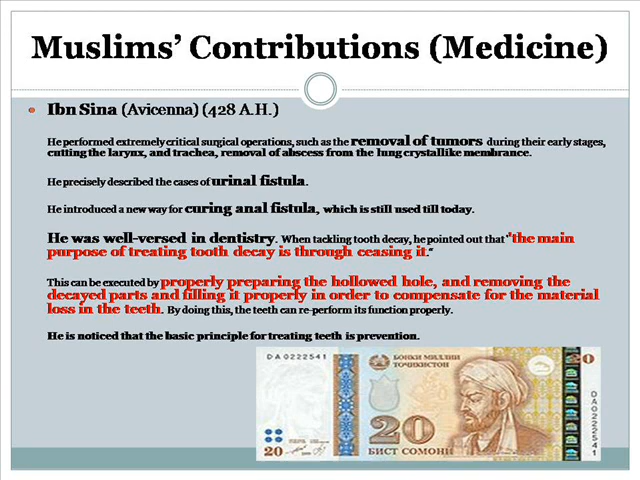 Muslims’ Contributions (Medicine)
Ibn Sina (Avicenna) (428 A.H.)
He performed extremely critical surgical operations, such as the removal of tumors during their early stages,
cutting the larynx, and trachea, removal of abscess from the lung crystallike membrance.
He precisely described the cases of urinal fistula.
He introduced a new way for curing anal fistula, which is still used till today.
He was well-versed in dentistry. When tackling tooth decay, he pointed out that "the main
purpose of treating tooth decay is through ceasing it."
This can be executed by properly preparing the hollowed hole, and removing the
decayed parts and filling it properly in order to compensate for the material
loss in the teeth. By doing this, the teeth can re-perform its function properly.
He is noticed that the basic principle for treating teeth is prevention.
DA0222541
БОНКИ МИЛЛИИ
ТОҶИКИСТОН
20
DA0222541
20
20
БИСТ СОМОНӢ